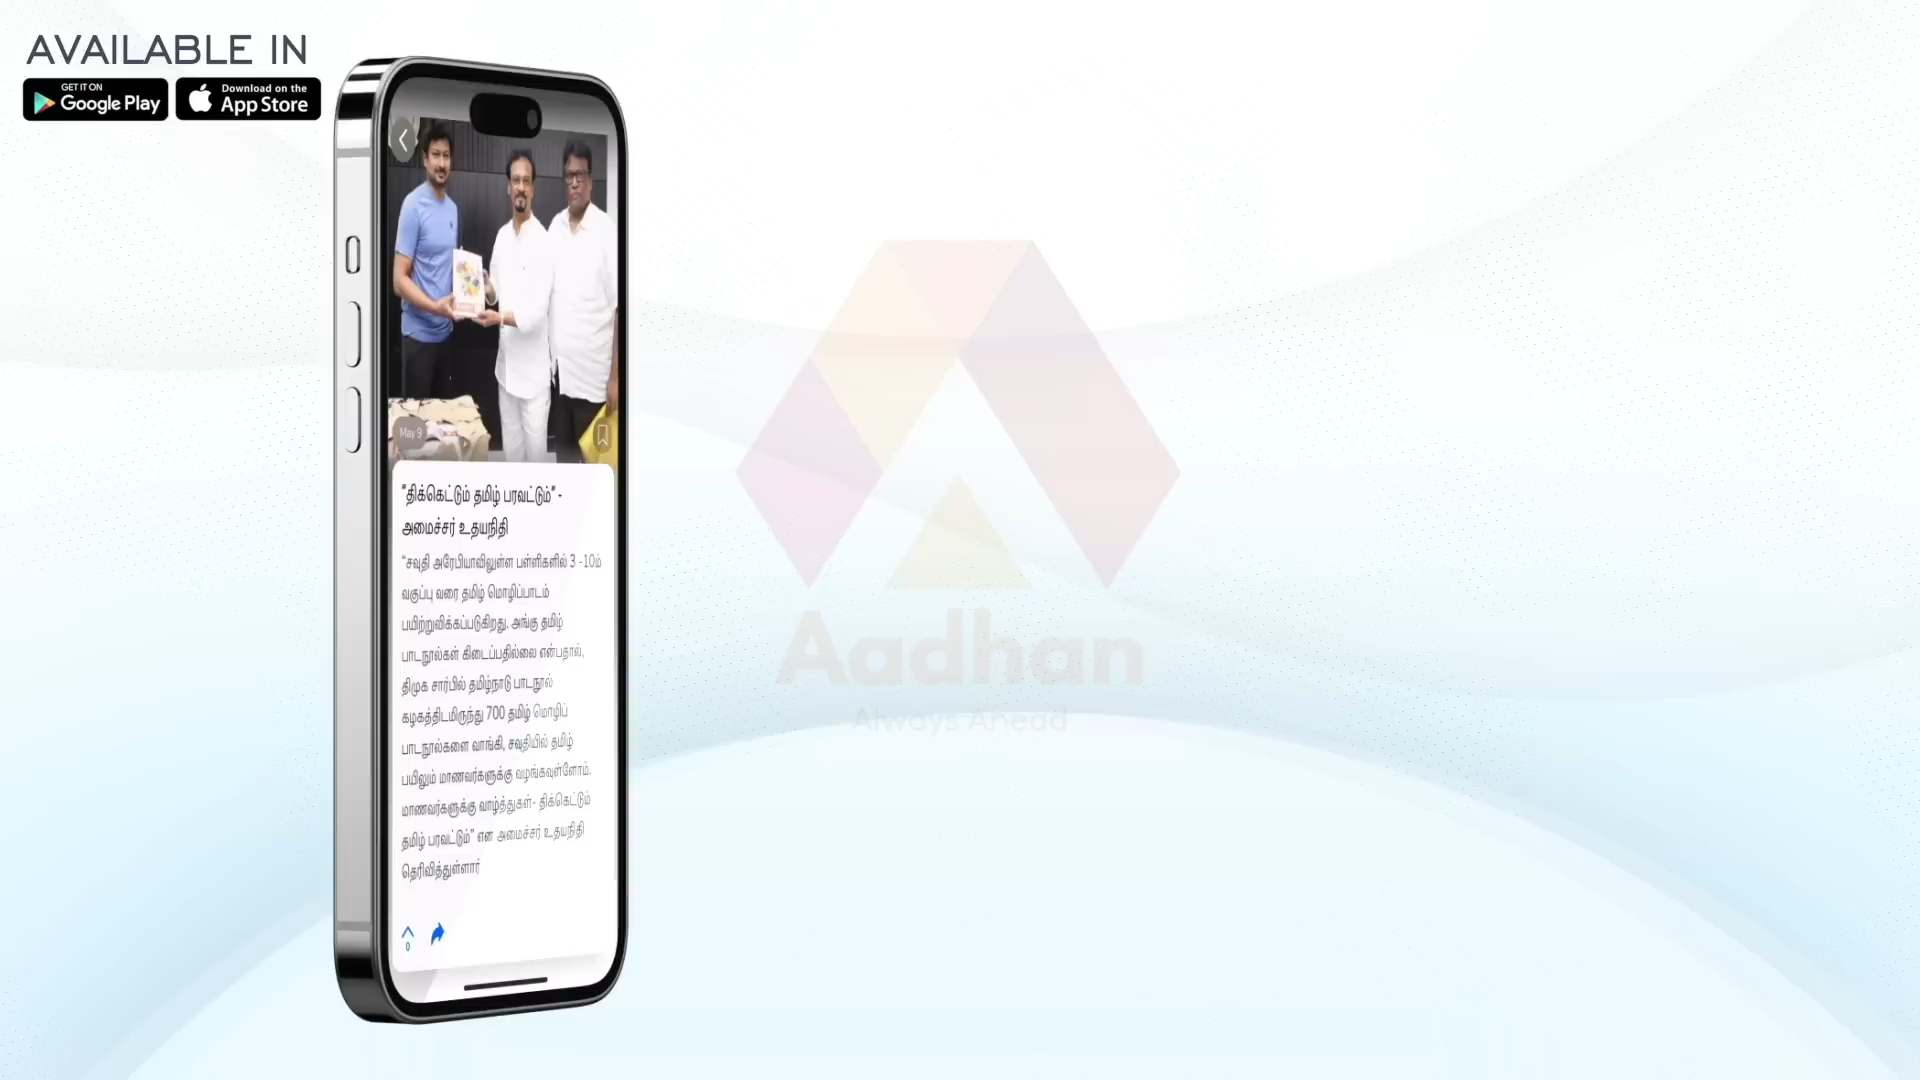 AVAILABLE IN
GET IT ON
Google Play
Download on the
App Store
May 9
"திக்கெட்டும் தமிழ் பரவட்டும்" -
அமைச்சர் உதயநிதி
"சவுதி அரேபியாவிலுள்ள பள்ளிகளில் 3 -10ம்
வகுப்பு வரை தமிழ் மொழிப்பாடம்
பயிற்றுவிக்கப்படுகிறது. அங்கு தமிழ்
பாடநூல்கள் கிடைப்பதில்லை என்பதால்,
திமுக சார்பில் தமிழ்நாடு பாடநூல்
கழகத்திடமிருந்து 700 தமிழ் மொழிப்
பாடநூல்களை வாங்கி, சவுதியில் தமிழ்
பயிலும் மாணவர்களுக்கு வழங்கவுள்ளோம்.
மாணவர்களுக்கு வாழ்த்துகள்- திக்கெட்டும்
தமிழ் பரவட்டும்" என அமைச்சர் உதயநிதி
தெரிவித்துள்ளார்
0
Aadhan
Always Ahead